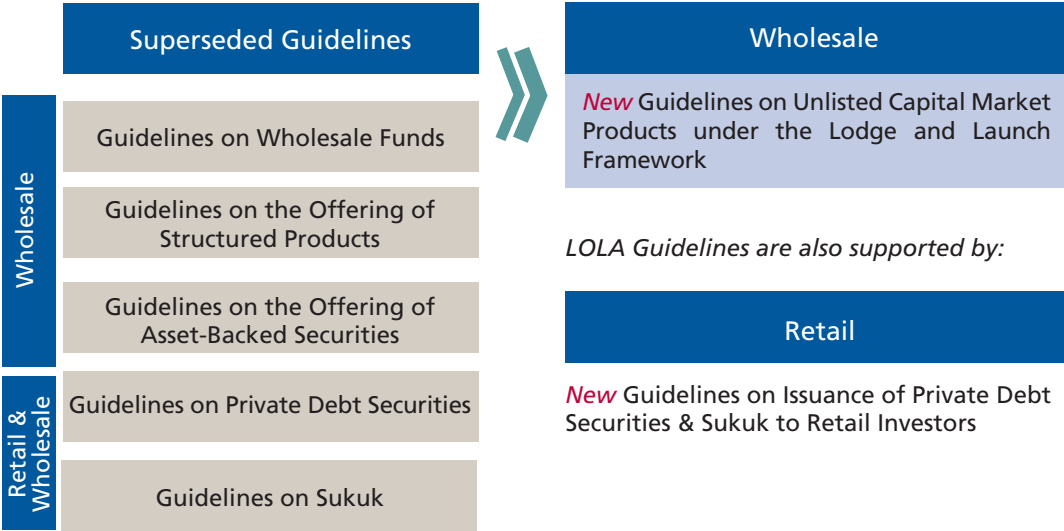 Superseded Guidelines
Wholesale
Guidelines on Wholesale Funds
Guidelines on the Offering of
Structured Products
Guidelines on the Offering of
Asset-Backed Securities
Retail &
Wholesale
Guidelines on Private Debt Securities
Guidelines on Sukuk
Wholesale
New Guidelines on Unlisted Capital Market
Products under the Lodge and Launch
Framework
LOLA Guidelines are also supported by:
Retail
New Guidelines on Issuance of Private Debt
Securities & Sukuk to Retail Investors